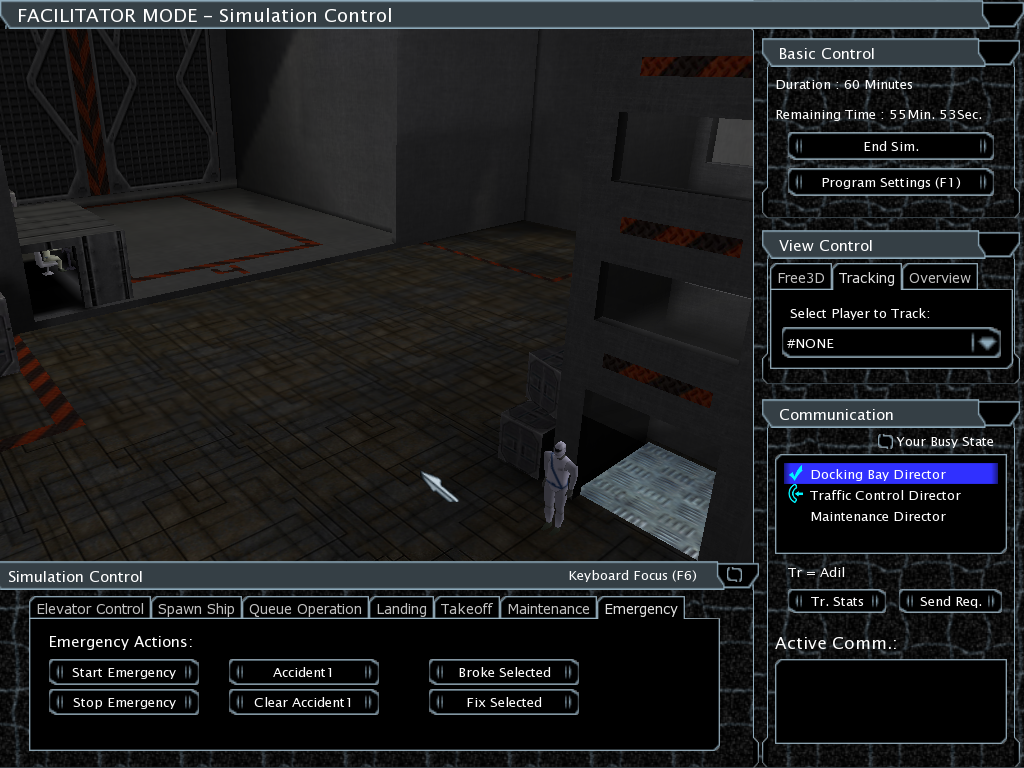 FACILITATOR MODE – Simulation Control
Basic Control
Duration : 60 Minutes
Remaining Time : 55Min. 53Sec.
End Sim.
Program Settings (F1)
View Control
Free3D Tracking Overview
Select Player to Track:
#NONE
Communication
Your Busy State
Docking Bay Director
Traffic Control Director
Maintenance Director
Tr = Adil
Tr. Stats Send Req.
Active Comm.:
Simulation Control Keyboard Focus (F6)
Elevator Control Spawn Ship Queue Operation Landing Takeoff Maintenance Emergency
Emergency Actions:
Start Emergency Accident1 Broke Selected
Stop Emergency Clear Accident1 Fix Selected